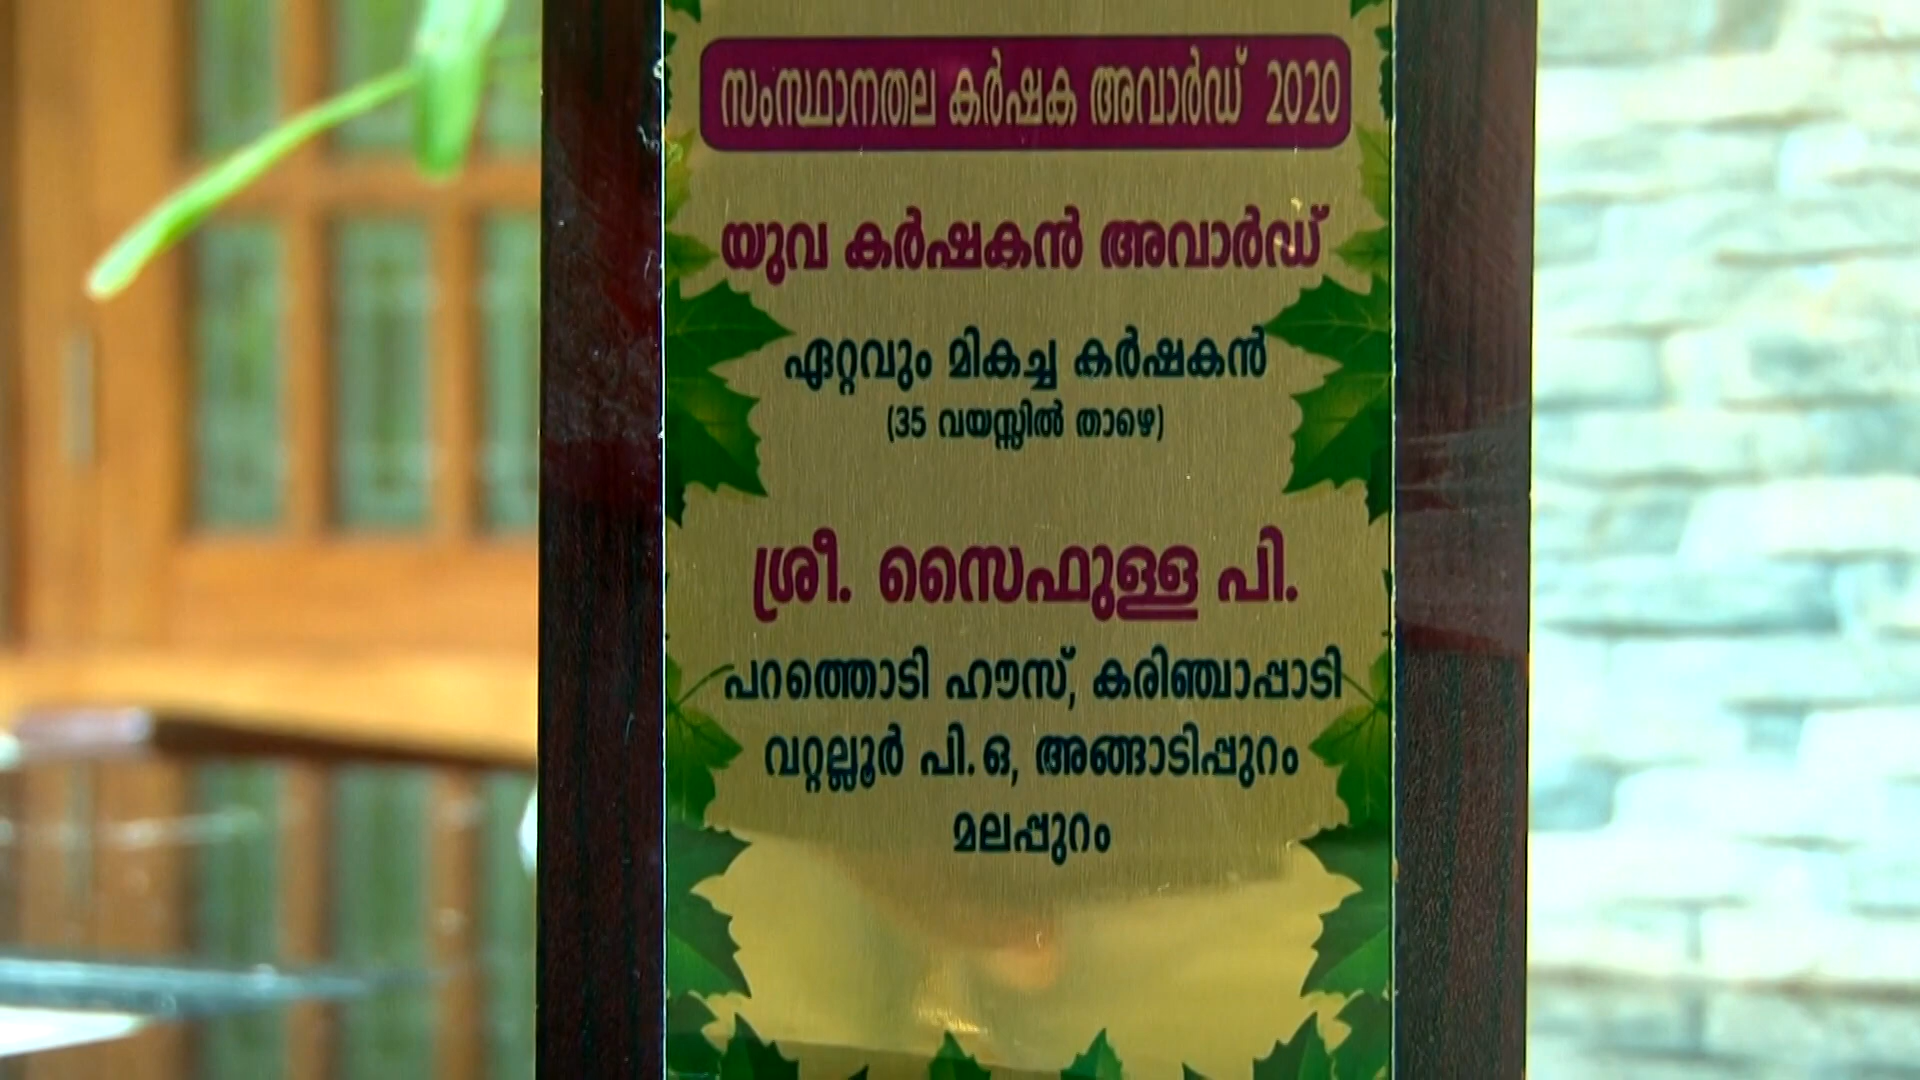 സംസ്ഥാനതല കർഷക അവാർഡ് 2020
യുവ കർഷകൻ അവാർഡ്
ഏറ്റവും മികച്ച കർഷകൻ
(35 വയസ്സിൽ താഴെ)
ശ്രീ. സൈഫുള്ള പി.
പറത്തൊടി ഹൗസ്, കരിഞ്ചാപ്പാടി
വറ്റല്ലൂർ പി.ഒ, അങ്ങാടിപ്പുറം
മലപ്പുറം